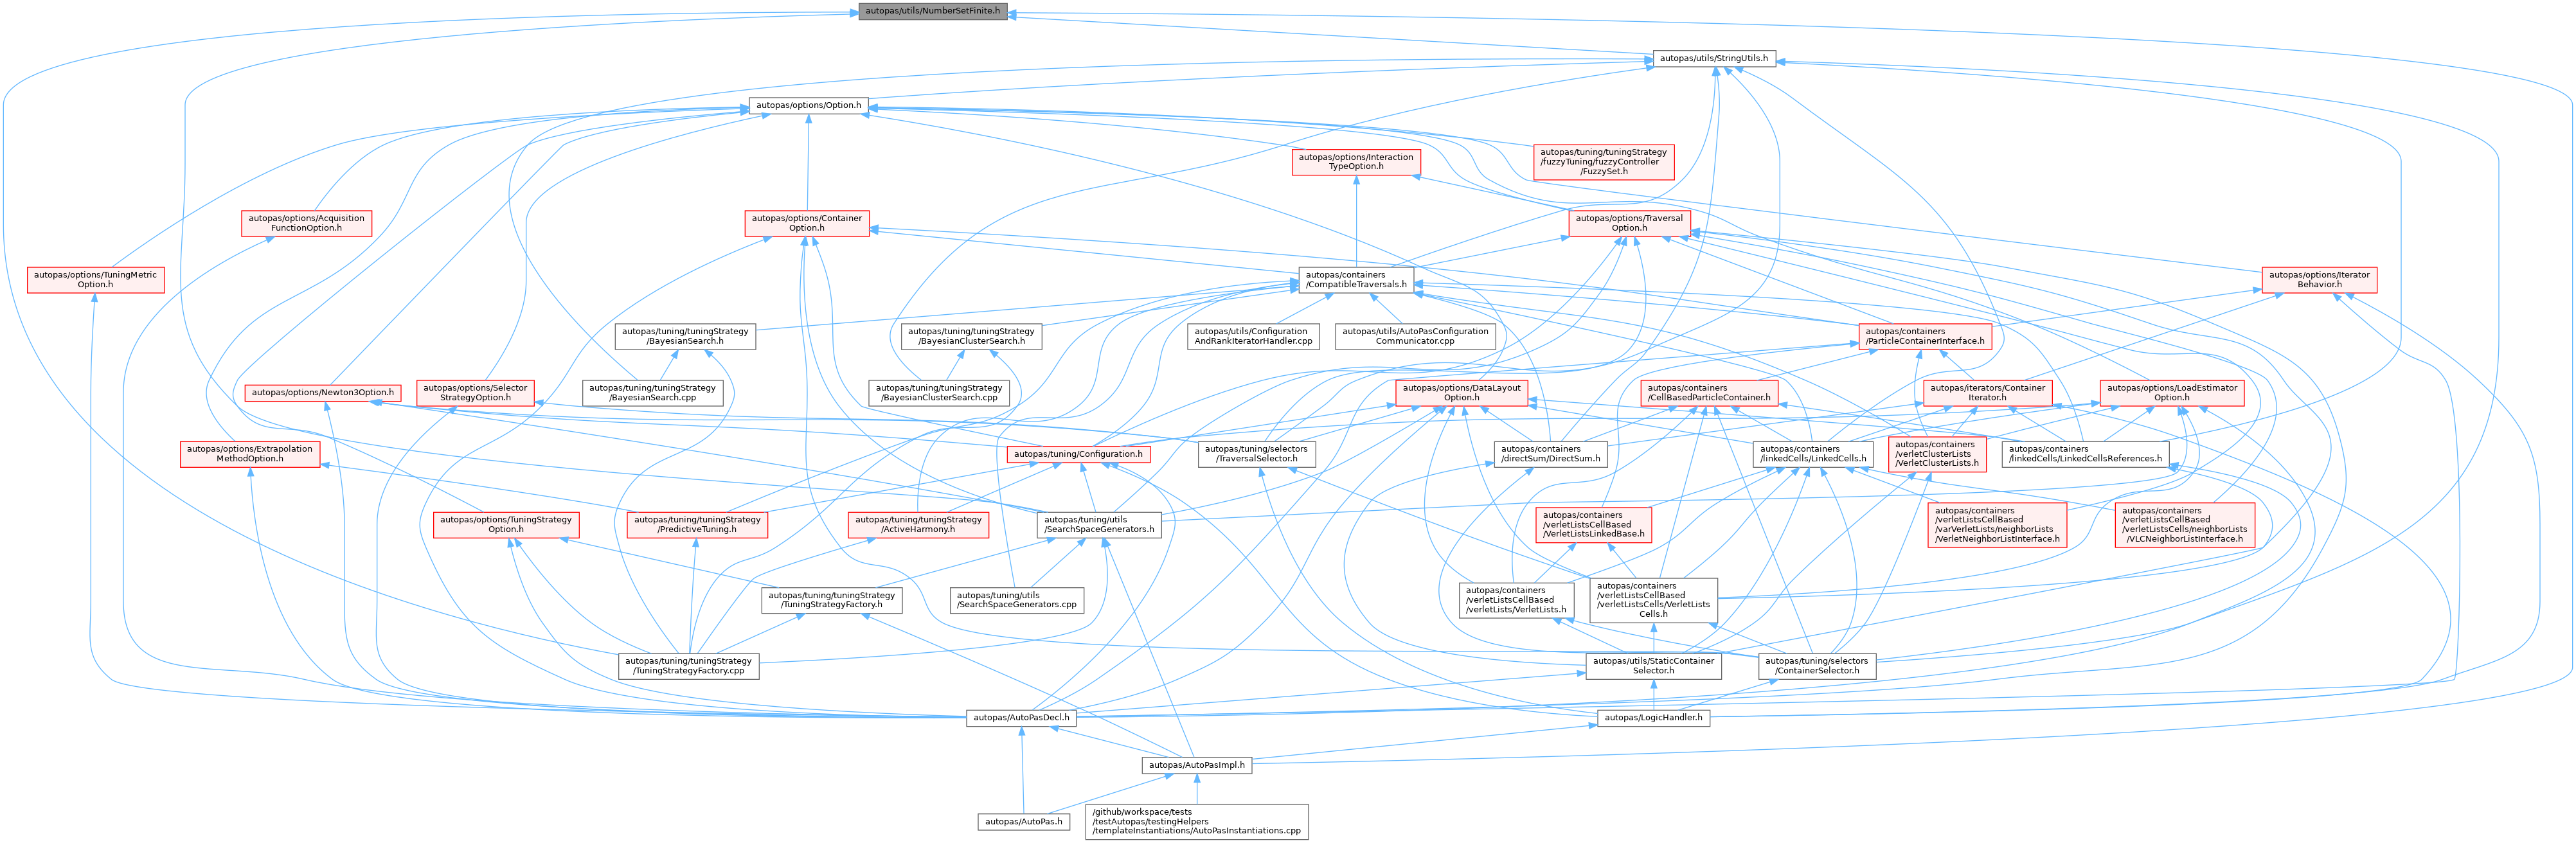 autopas/utils/NumberSetFinite.h
autopas/utils/StringUtils.h
autopas/options/Option.h
autopas/options/Interaction
TypeOption.h
autopas/tuning/tuningStrategy
/fuzzyTuning/fuzzyController
/FuzzySet.h
autopas/options/Acquisition
FunctionOption.h
autopas/options/Container
Option.h
autopas/options/Traversal
Option.h
autopas/options/TuningMetric
Option.h
autopas/containers
/CompatibleTraversals.h
autopas/options/Iterator
Behavior.h
autopas/tuning/tuningStrategy
/BayesianSearch.h
autopas/tuning/tuningStrategy
/BayesianClusterSearch.h
autopas/utils/Configuration
AndRankIteratorHandler.cpp
autopas/utils/AutoPasConfiguration
Communicator.cpp
autopas/containers
/ParticleContainerInterface.h
autopas/options/Newton3Option.h
autopas/options/Selector
StrategyOption.h
autopas/tuning/tuningStrategy
/BayesianSearch.cpp
autopas/tuning/tuningStrategy
/BayesianClusterSearch.cpp
autopas/options/DataLayout
Option.h
autopas/containers
/CellBasedParticleContainer.h
autopas/iterators/Container
Iterator.h
autopas/options/LoadEstimator
Option.h
autopas/options/Extrapolation
MethodOption.h
autopas/tuning/Configuration.h
autopas/tuning/selectors
/TraversalSelector.h
autopas/containers
/directSum/DirectSum.h
autopas/containers
/linkedCells/LinkedCells.h
autopas/containers
/verletClusterLists
/VerletClusterLists.h
autopas/containers
/linkedCells/LinkedCellsReferences.h
autopas/options/TuningStrategy
Option.h
autopas/tuning/tuningStrategy
/PredictiveTuning.h
autopas/tuning/tuningStrategy
/ActiveHarmony.h
autopas/tuning/utils
/SearchSpaceGenerators.h
autopas/containers
/verletListsCellBased
/VerletListsLinkedBase.h
autopas/containers
/verletListsCellBased
/varVerletLists/neighborLists
/VerletNeighborListInterface.h
autopas/containers
/verletListsCellBased
/verletListsCells/neighborLists
/VLCNeighborListInterface.h
autopas/tuning/tuningStrategy
/TuningStrategyFactory.h
autopas/tuning/utils
/SearchSpaceGenerators.cpp
autopas/containers
/verletListsCellBased
/verletLists/VerletLists.h
autopas/containers
/verletListsCellBased
/verletListsCells/VerletLists
Cells.h
autopas/tuning/tuningStrategy
/TuningStrategyFactory.cpp
autopas/utils/StaticContainer
Selector.h
autopas/tuning/selectors
/ContainerSelector.h
autopas/AutoPasDecl.h
autopas/LogicHandler.h
autopas/AutoPasImpl.h
autopas/AutoPas.h
/github/workspace/tests
/testAutopas/testingHelpers
/templateInstantiations/AutoPasInstantiations.cpp